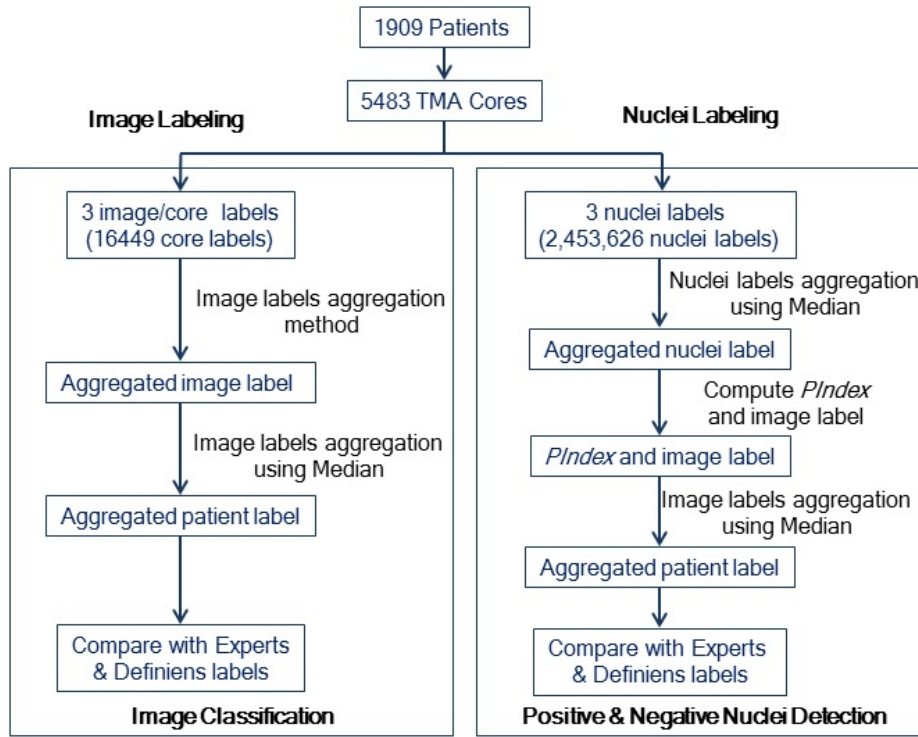 1909 Patients
5483 TMA Cores
Image Labeling
3 image/core labels
(16449 core labels)
Image labels aggregation
method
Aggregated image label
Image labels aggregation
using Median
Aggregated patient label
Compare with Experts
& Definiens labels
Image Classification
Nuclei Labeling
3 nuclei labels
(2,453,626 nuclei labels)
Nuclei labels aggregation
using Median
Aggregated nuclei label
Compute PIndex
and image label
PIndex and image label
Image labels aggregation
using Median
Aggregated patient label
Compare with Experts
& Definiens labels
Positive & Negative Nuclei Detection